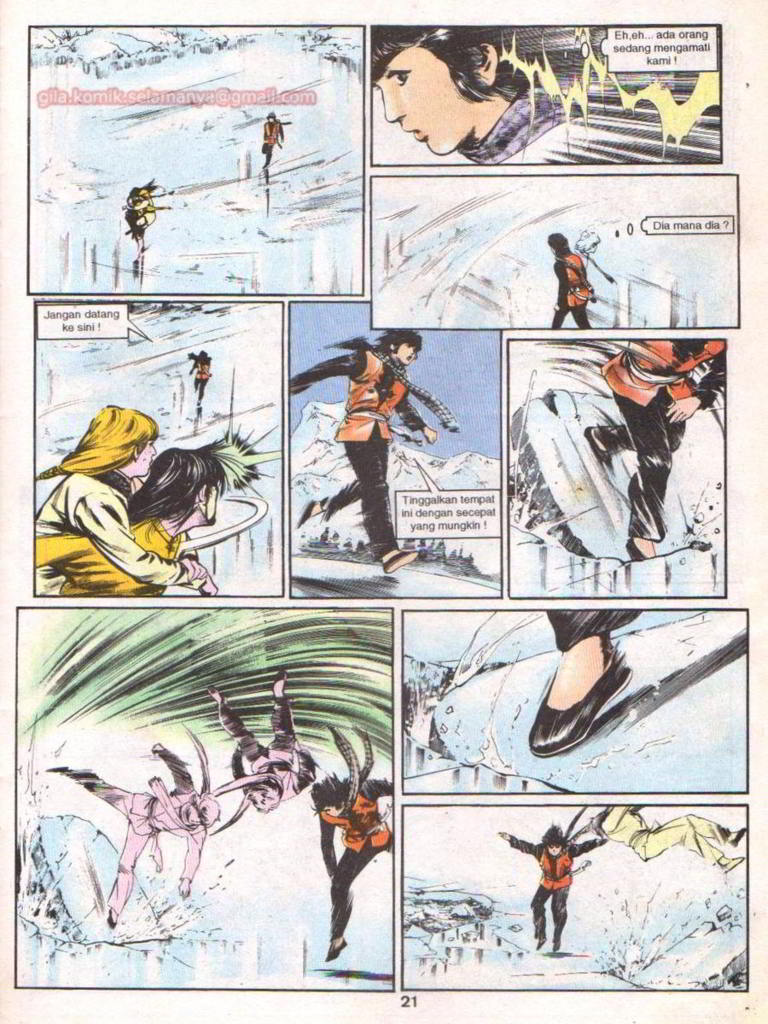 gila.komik.selamanya@gmail.com
Eh,eh... ada orang
sedang mengamati
kami !
Dia mana dia ?
Jangan datang
ke sini !
Tinggalkan tempat
ini dengan secepat
yang mungkin !
21